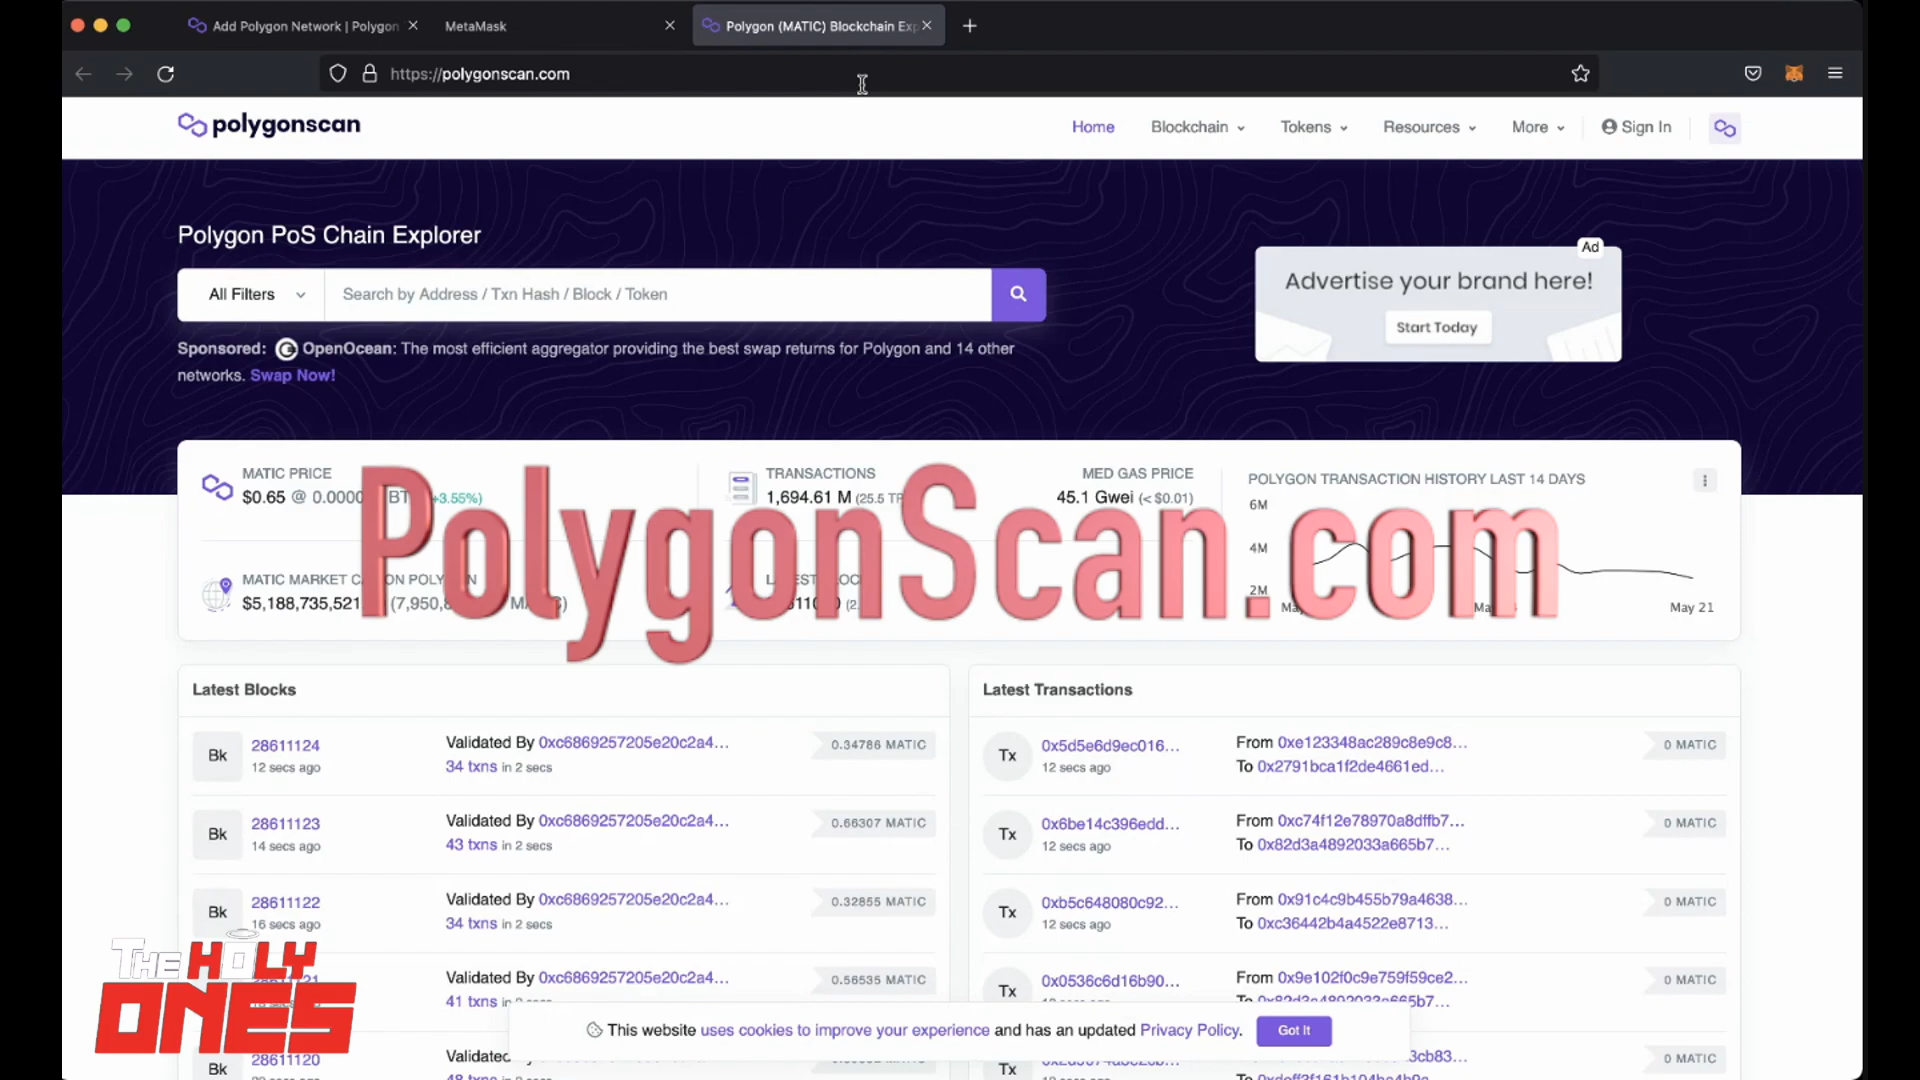 Add Polygon Network | Polygon
MetaMask
Polygon (MATIC) Blockchain Exp
https://polygonscan.com
polygonscan
Home
Blockchain
Tokens
Resources
More
Sign In
Polygon PoS Chain Explorer
All Filters
Search by Address / Txn Hash / Block / Token
Sponsored: OpenOcean: The most efficient aggregator providing the best swap returns for Polygon and 14 other
networks. Swap Now!
Ad
Advertise your brand here!
Start Today
MATIC PRICE
$0.65 @ 0.0000
(+3.55%)
TRANSACTIONS
1,694.61 M (25.5
MED GAS PRICE
45.1 Gwei (< $0.01)
POLYGON TRANSACTION HISTORY LAST 14 DAYS
6M
4M
2M
May 21
MATIC MARKET
$5,188,735,521
PolygonScan.com
Latest Blocks
Bk
28611124
12 secs ago
Validated By 0xc6869257205e20c2a4...
34 txns in 2 secs
0.34786 MATIC
Bk
28611123
14 secs ago
Validated By 0xc6869257205e20c2a4...
43 txns in 2 secs
0.66307 MATIC
Bk
28611122
16 secs ago
Validated By 0xc6869257205e20c2a4...
34 txns in 2 secs
0.32855 MATIC
Validated By 0xc6869257205e20c2a4...
41 txns
0.56535 MATIC
Bk
28611120
Latest Transactions
Tx
0x5d5e6d9ec016...
12 secs ago
From 0xe123348ac289c8e9c8...
To 0x2791bca1f2de4661ed...
0 MATIC
Tx
0x6be14c396edd...
12 secs ago
From 0xc74f12e78970a8dffb7...
To 0x82d3a4892033a665b7...
0 MATIC
Tx
0xb5c648080c92...
12 secs ago
From 0x91c4c9b455b79a4638...
To 0xc36442b4a4522e8713...
0 MATIC
Tx
0x0536c6d16b90...
From 0x9e102f0c9e759f59ce2...
0 MATIC
Tx
0 MATIC
THE HOLY
ONES
This website uses cookies to improve your experience and has an updated Privacy Policy.
Got It